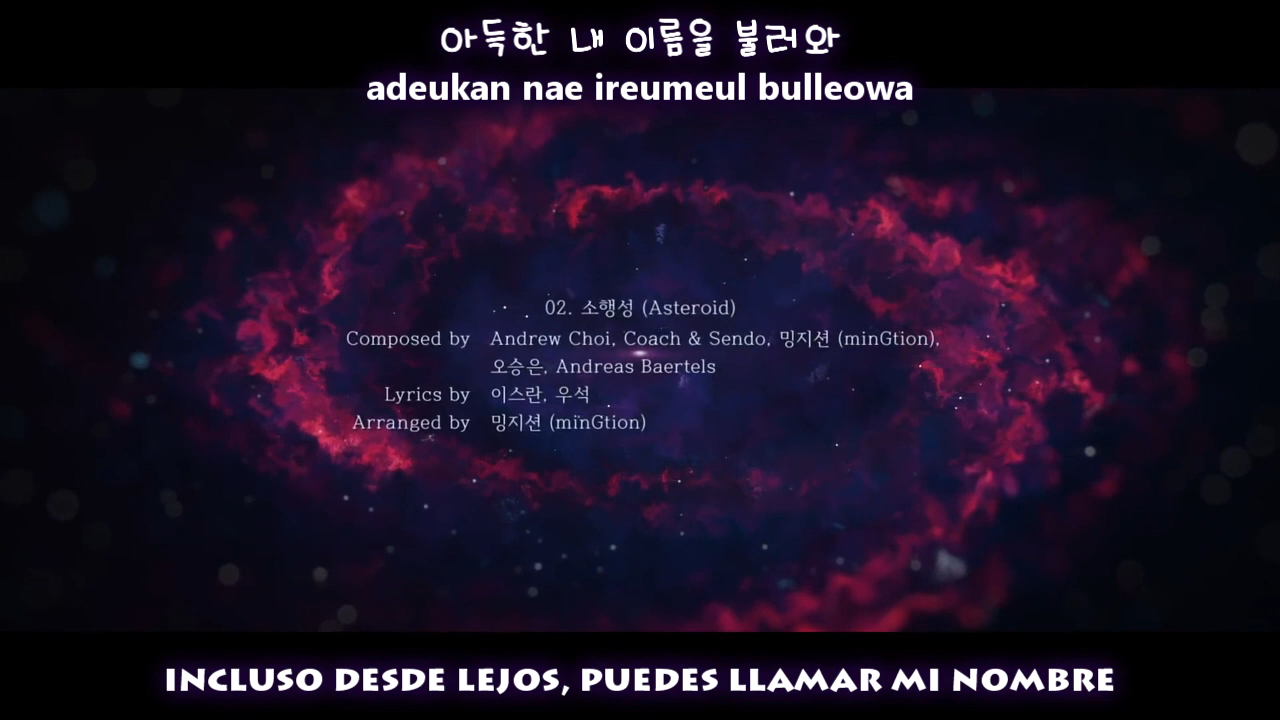 아득한 내 이름을 불러와
adeukan nae ireumeul bulleowa
02. 소행성 (Asteroid)
Composed by Andrew Choi, Coach & Sendo, 밍지션 (minGtion),
오승은, Andreas Baertels
Lyrics by 이스란, 우석
Arranged by 밍지션 (minGtion)
INCLUSO DESDE LEJOS, PUEDES LLAMAR MI NOMBRE